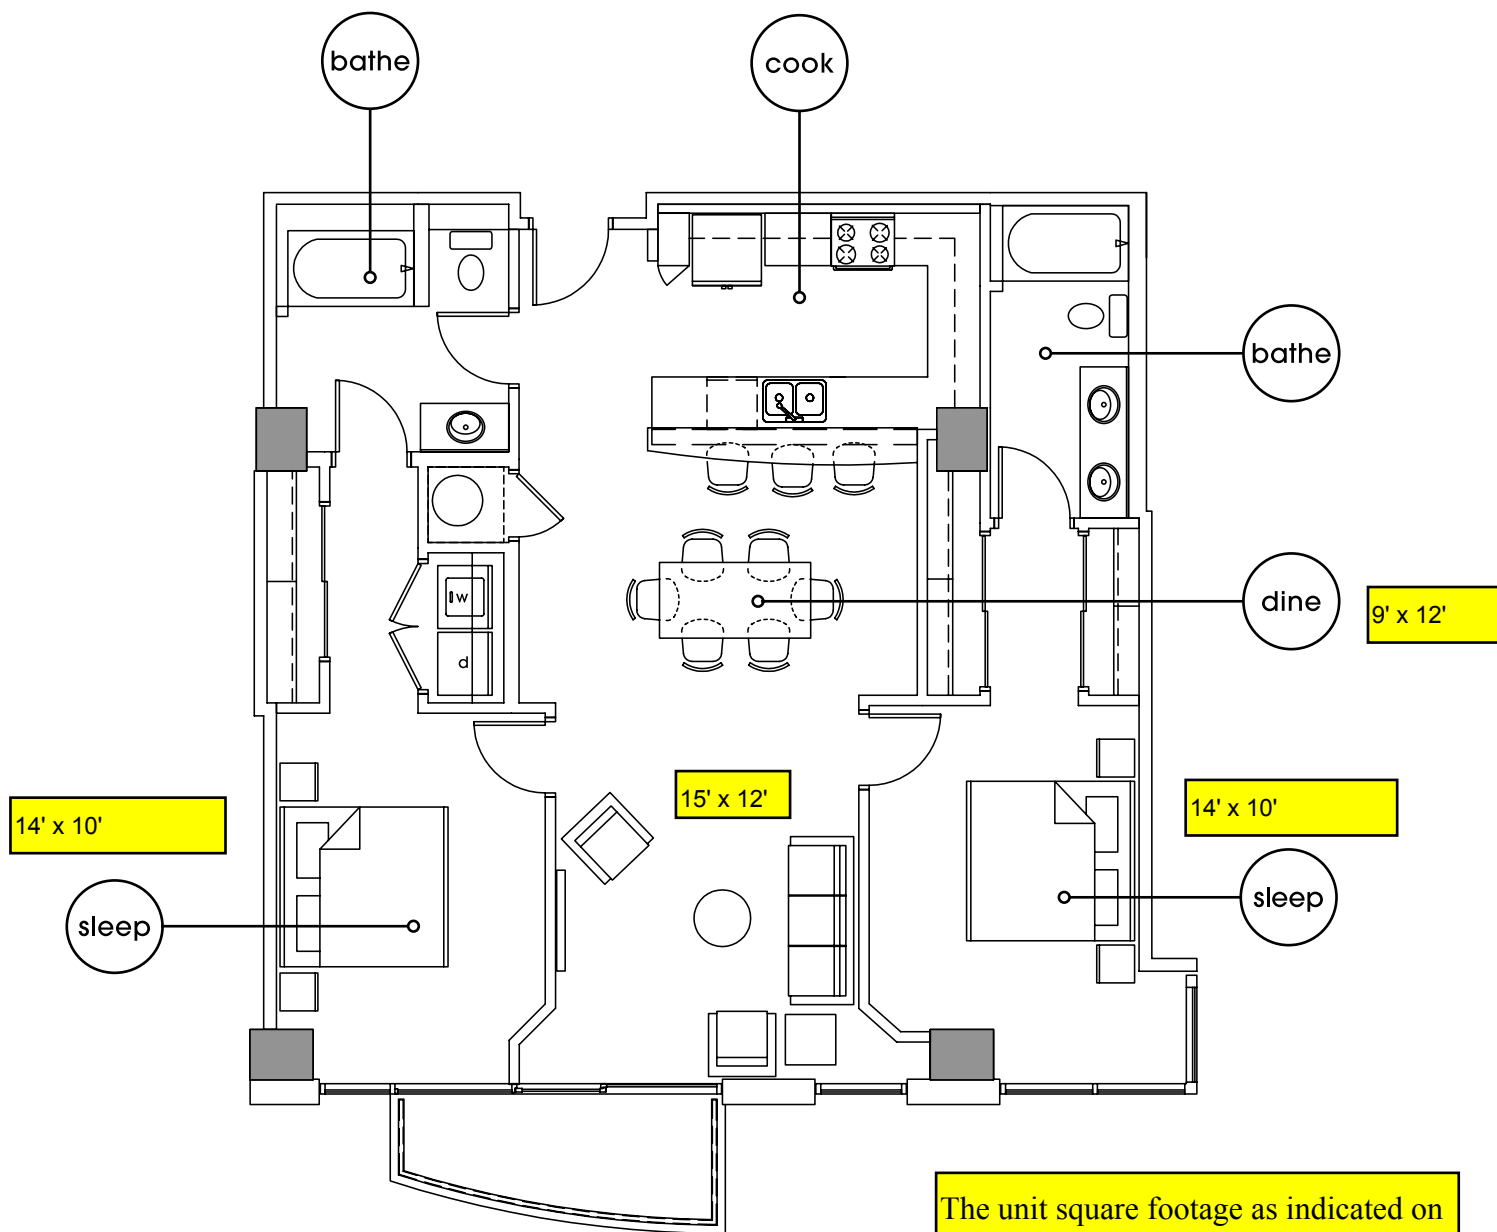 bathe
cook
bathe
dine
9' x 12'
w
d
15' x 12'
14' x 10'
14' x 10'
sleep
sleep
The unit square footage as indicated on